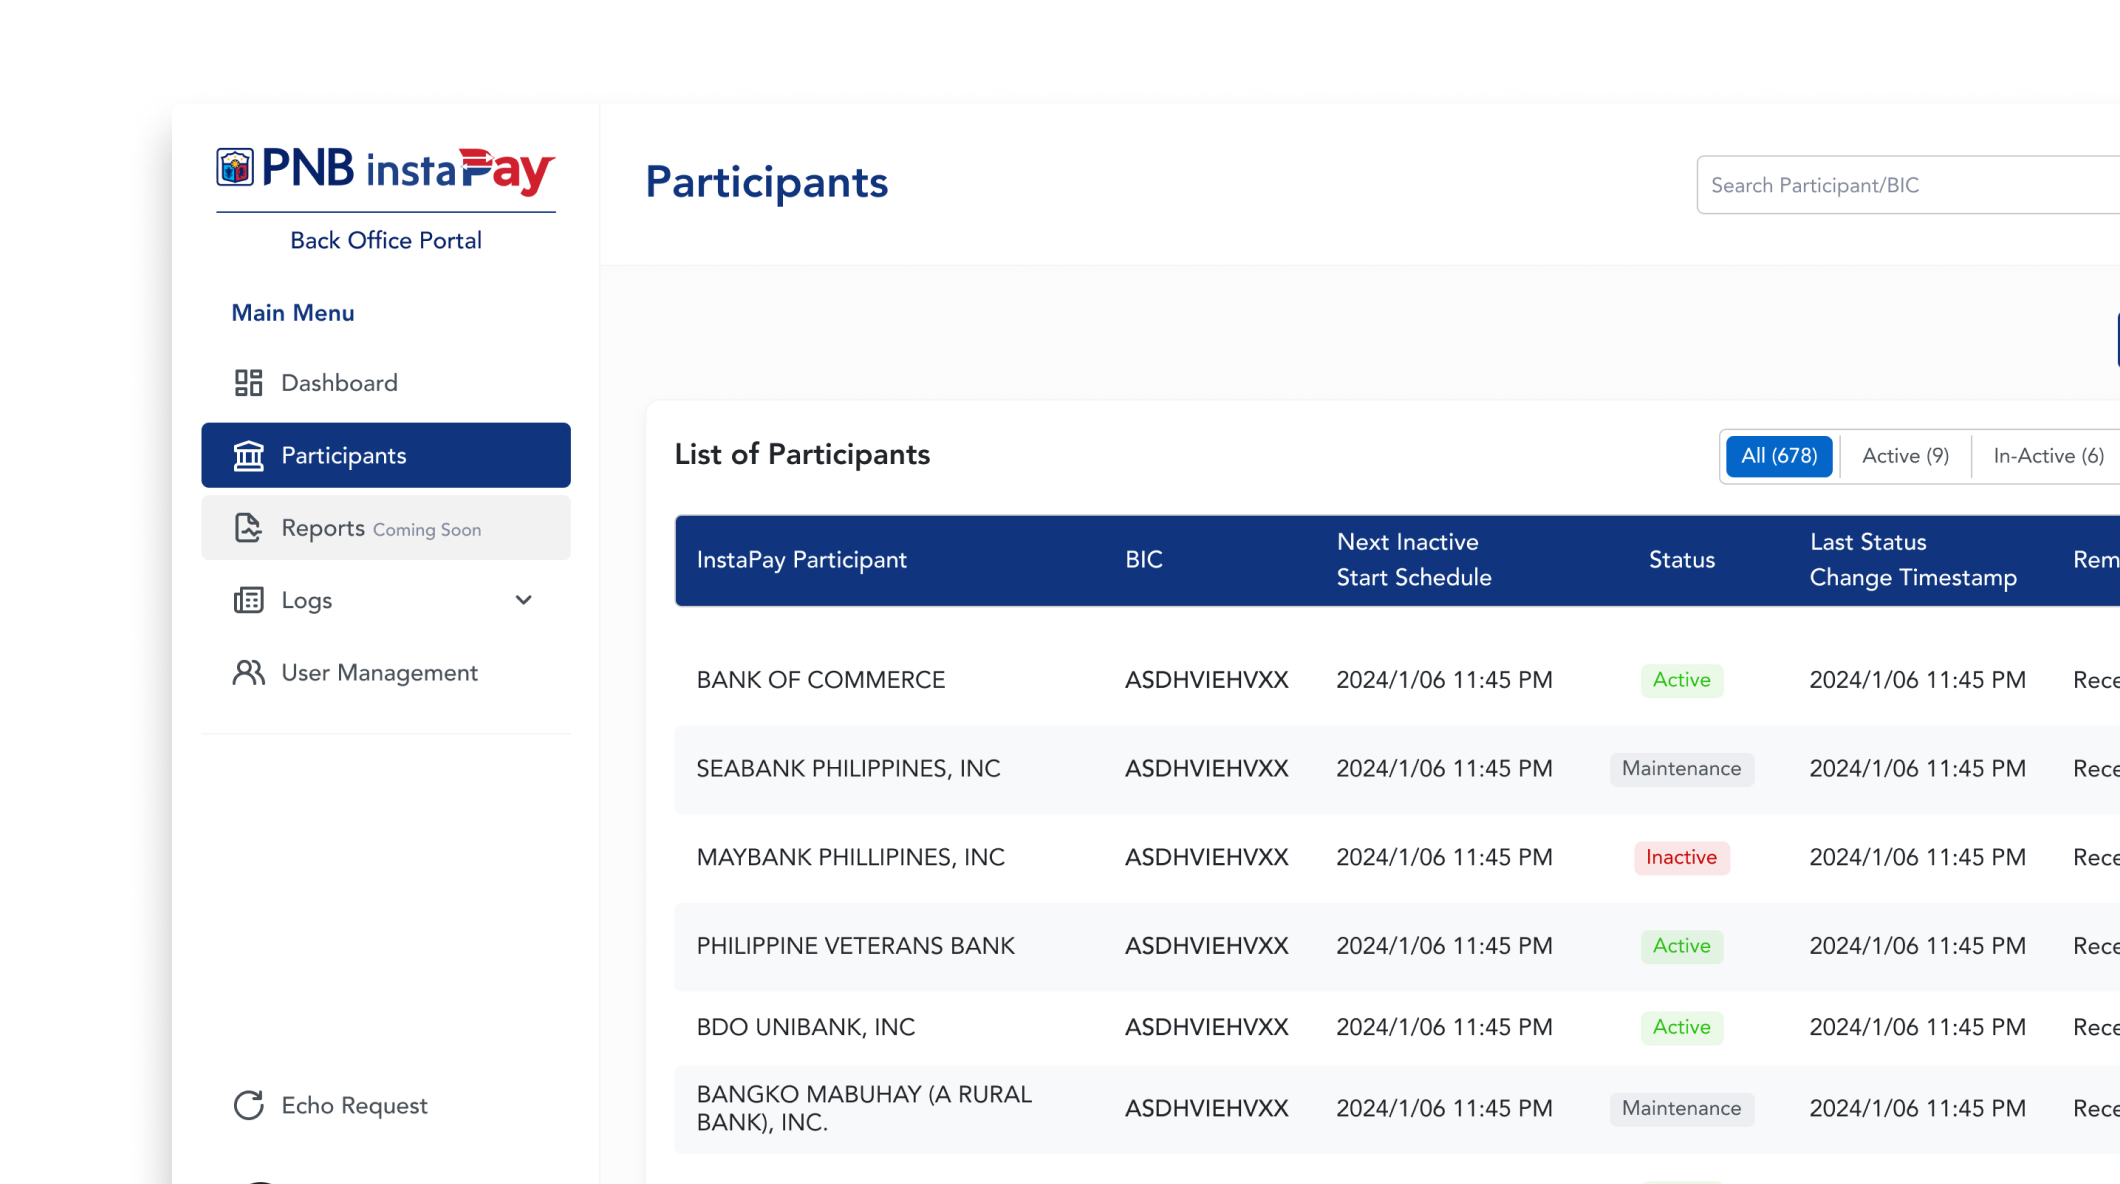 PNB instaPay
Back Office Portal
Main Menu
Dashboard
Participants
Reports Coming Soon
Logs
User Management
Echo Request
Participants
Search Participant/BIC
List of Participants
All (678) Active (9) In-Active (6)
InstaPay Participant BIC Next Inactive Start Schedule Status Last Status Change Timestamp Rem
BANK OF COMMERCE ASDHVIEHVXX 2024/1/06 11:45 PM Active 2024/1/06 11:45 PM Rece
SEABANK PHILIPPINES, INC ASDHVIEHVXX 2024/1/06 11:45 PM Maintenance 2024/1/06 11:45 PM Rece
MAYBANK PHILLIPINES, INC ASDHVIEHVXX 2024/1/06 11:45 PM Inactive 2024/1/06 11:45 PM Rece
PHILIPPINE VETERANS BANK ASDHVIEHVXX 2024/1/06 11:45 PM Active 2024/1/06 11:45 PM Rece
BDO UNIBANK, INC ASDHVIEHVXX 2024/1/06 11:45 PM Active 2024/1/06 11:45 PM Rece
BANGKO MABUHAY (A RURAL
BANK), INC. ASDHVIEHVXX 2024/1/06 11:45 PM Maintenance 2024/1/06 11:45 PM Rece